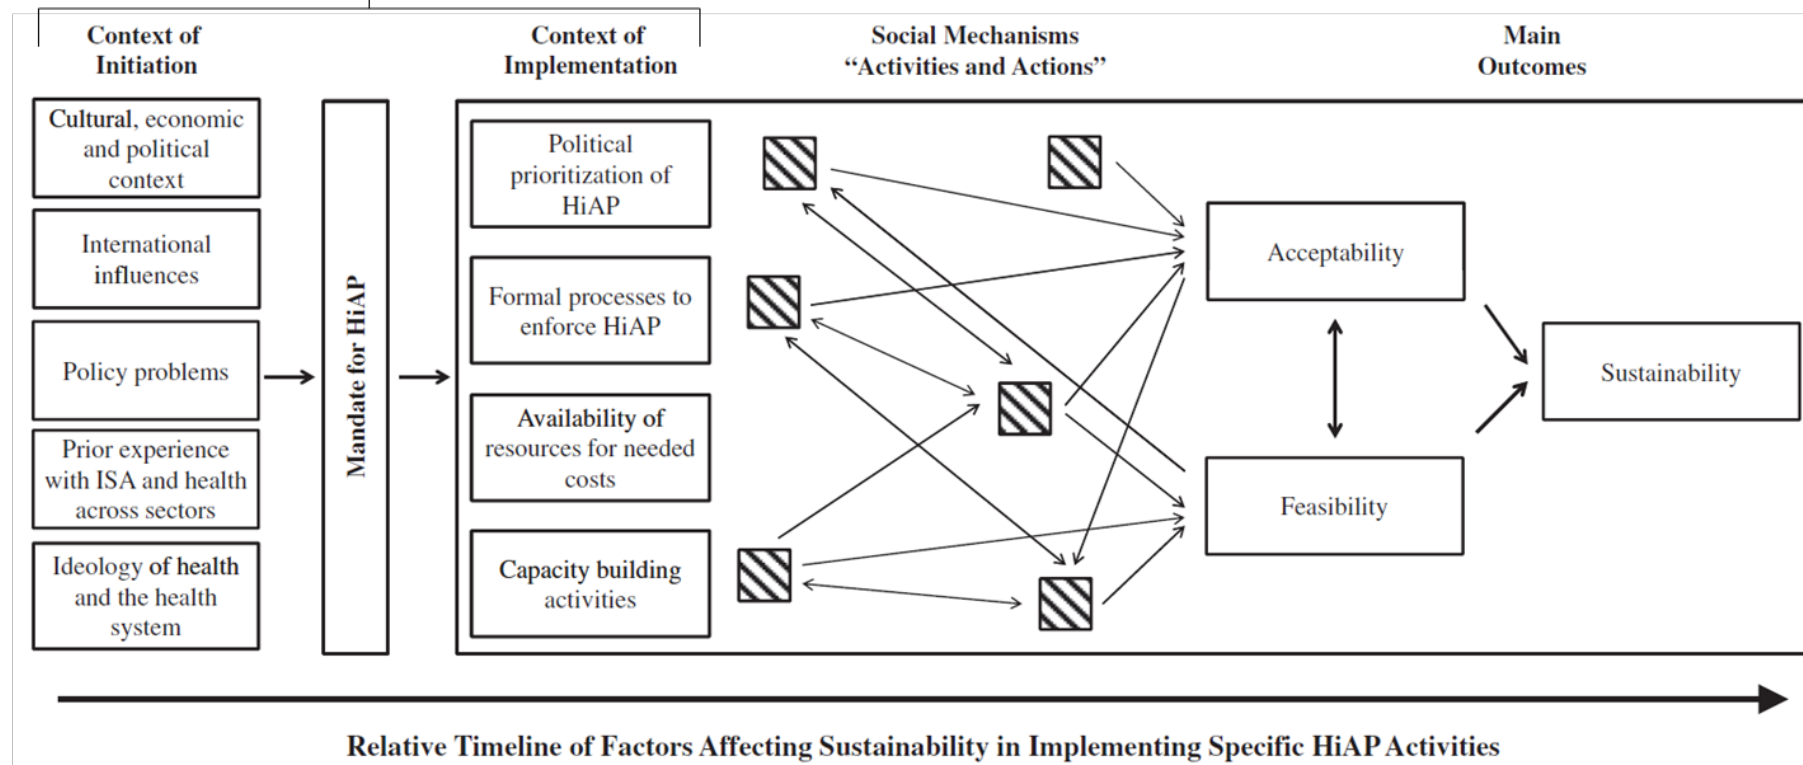 Context of
Initiation
Context of
Implementation
Social Mechanisms
“Activities and Actions”
Main
Outcomes
Cultural, economic
and political
context
International
influences
Policy problems
Prior experience
with ISA and health
across sectors
Ideology of health
and the health
system
Mandate for HiAP
Political
prioritization of
HiAP
Formal processes to
enforce HiAP
Availability of
resources for needed
costs
Capacity building
activities
Acceptability
Feasibility
Sustainability
Relative Timeline of Factors Affecting Sustainability in Implementing Specific HiAP Activities